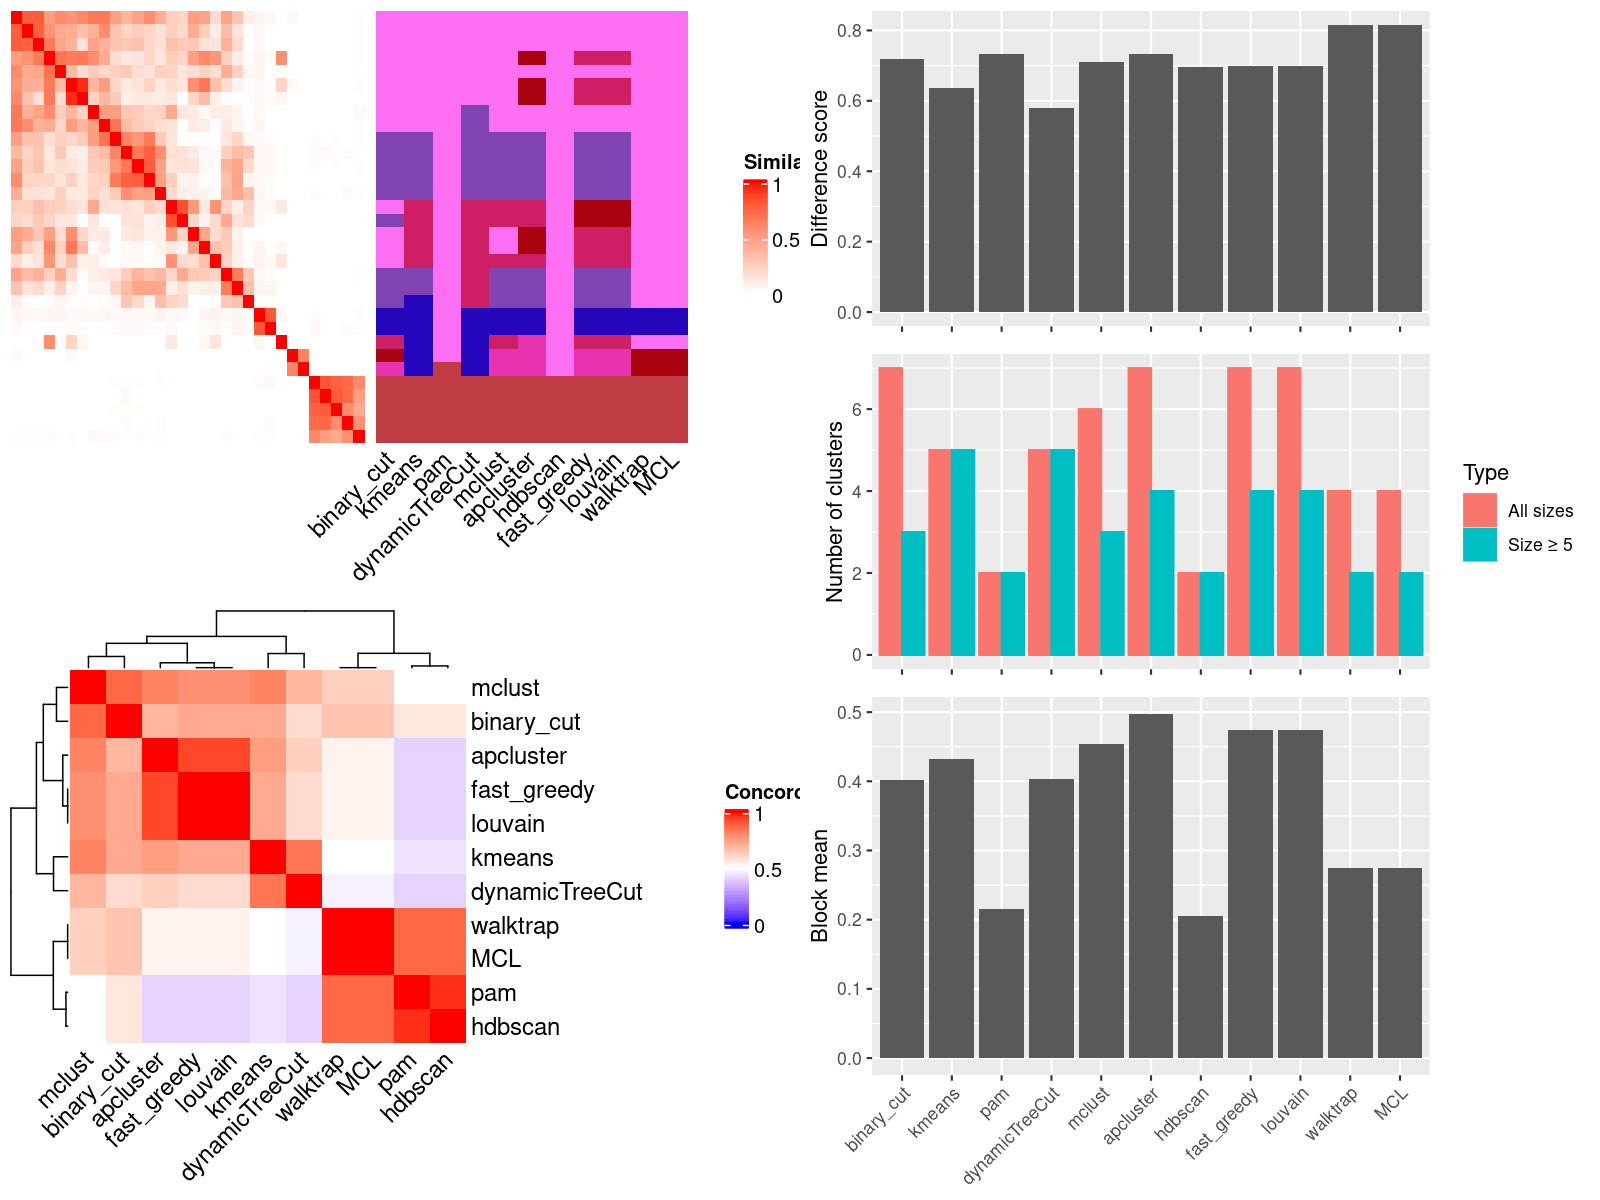 Simila
1
0.5
0
binary_cut
kmeans
pam
dynamicTreeCut
mclust
apcluster
hdbscan
fast_greedy
louvain
walktrap
MCL
mclust
binary_cut
apcluster
fast_greedy
louvain
kmeans
dynamicTreeCut
walktrap
MCL
pam
hdbscan
mclust
binary_cut
apcluster
fast_greedy
louvain
kmeans
dynamicTreeCut
walktrap
MCL
pam
hdbscan
Concord
1
0.5
0
Difference score
0.8
0.6
0.4
0.2
0.0
Number of clusters
6
4
2
0
Type
All sizes
Size ≥ 5
Block mean
0.5
0.4
0.3
0.2
0.1
0.0
binary_cut
kmeans
pam
dynamicTreeCut
mclust
apcluster
hdbscan
fast_greedy
louvain
walktrap
MCL